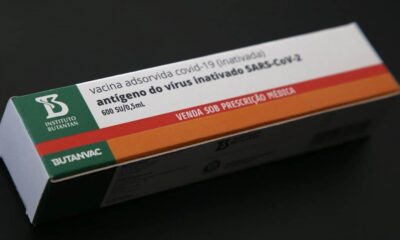 vacina adsorvida covid-19 (inativada)
antígeno do vírus inativado SARS-CoV-2
600 SU/0,5mL
INSTITUTO
BUTANTAN
VENDA SOB PRESCRIÇÃO MÉDICA
BUTANVAC